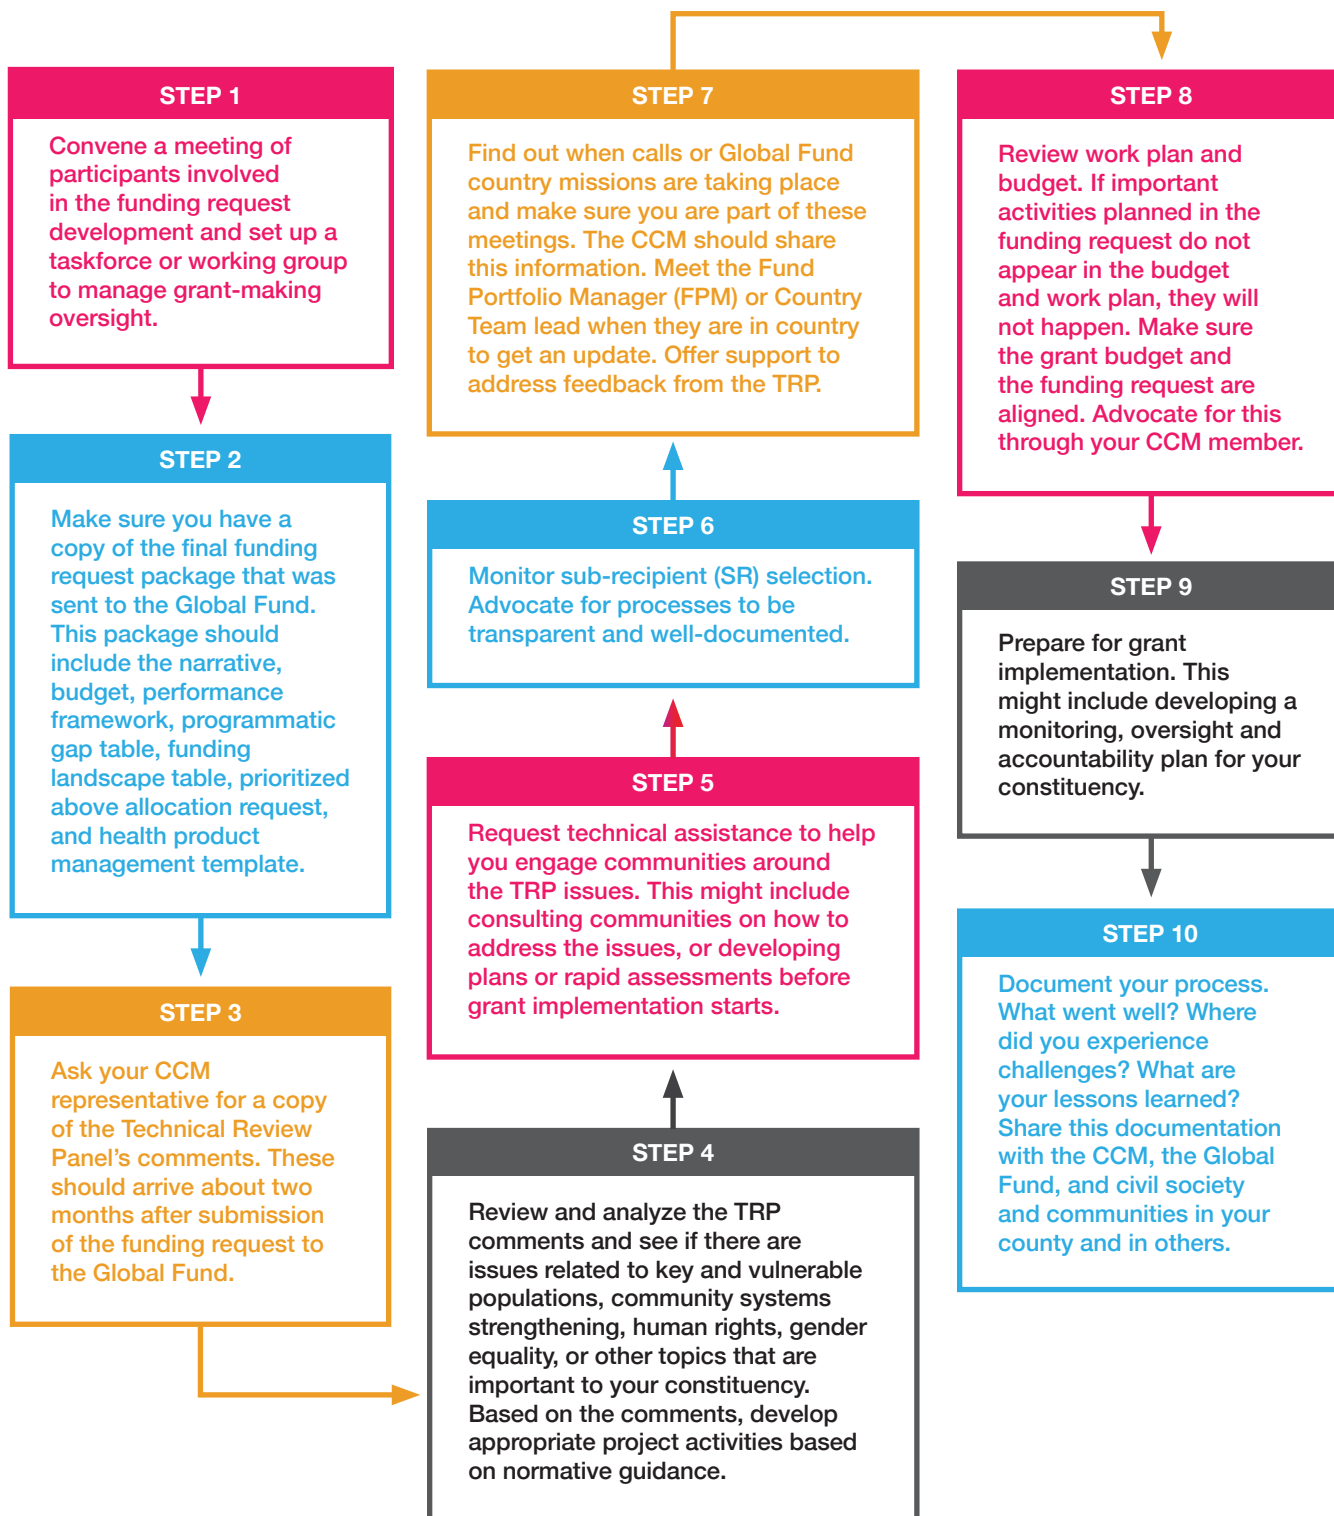 STEP 1
Convene a meeting of
participants involved
in the funding request
development and set up a
taskforce or working group
to manage grant-making
oversight.
STEP 2
Make sure you have a
copy of the final funding
request package that was
sent to the Global Fund.
This package should
include the narrative,
budget, performance
framework, programmatic
gap table, funding
landscape table, prioritized
above allocation request,
and health product
management template.
STEP 3
Ask your CCM
representative for a copy
of the Technical Review
Panel’s comments. These
should arrive about two
months after submission
of the funding request to
the Global Fund.
STEP 4
Review and analyze the TRP
comments and see if there are
issues related to key and vulnerable
populations, community systems
strengthening, human rights, gender
equality, or other topics that are
important to your constituency.
Based on the comments, develop
appropriate project activities based
on normative guidance.
STEP 5
Request technical assistance to help
you engage communities around
the TRP issues. This might include
consulting communities on how to
address the issues, or developing
plans or rapid assessments before
grant implementation starts.
STEP 6
Monitor sub-recipient (SR) selection.
Advocate for processes to be
transparent and well-documented.
STEP 7
Find out when calls or Global Fund
country missions are taking place
and make sure you are part of these
meetings. The CCM should share
this information. Meet the Fund
Portfolio Manager (FPM) or Country
Team lead when they are in country
to get an update. Offer support to
address feedback from the TRP.
STEP 8
Review work plan and
budget. If important
activities planned in the
funding request do not
appear in the budget
and work plan, they will
not happen. Make sure
the grant budget and
the funding request are
aligned. Advocate for this
through your CCM member.
STEP 9
Prepare for grant
implementation. This
might include developing a
monitoring, oversight and
accountability plan for your
constituency.
STEP 10
Document your process.
What went well? Where
did you experience
challenges? What are
your lessons learned?
Share this documentation
with the CCM, the Global
Fund, and civil society
and communities in your
county and in others.